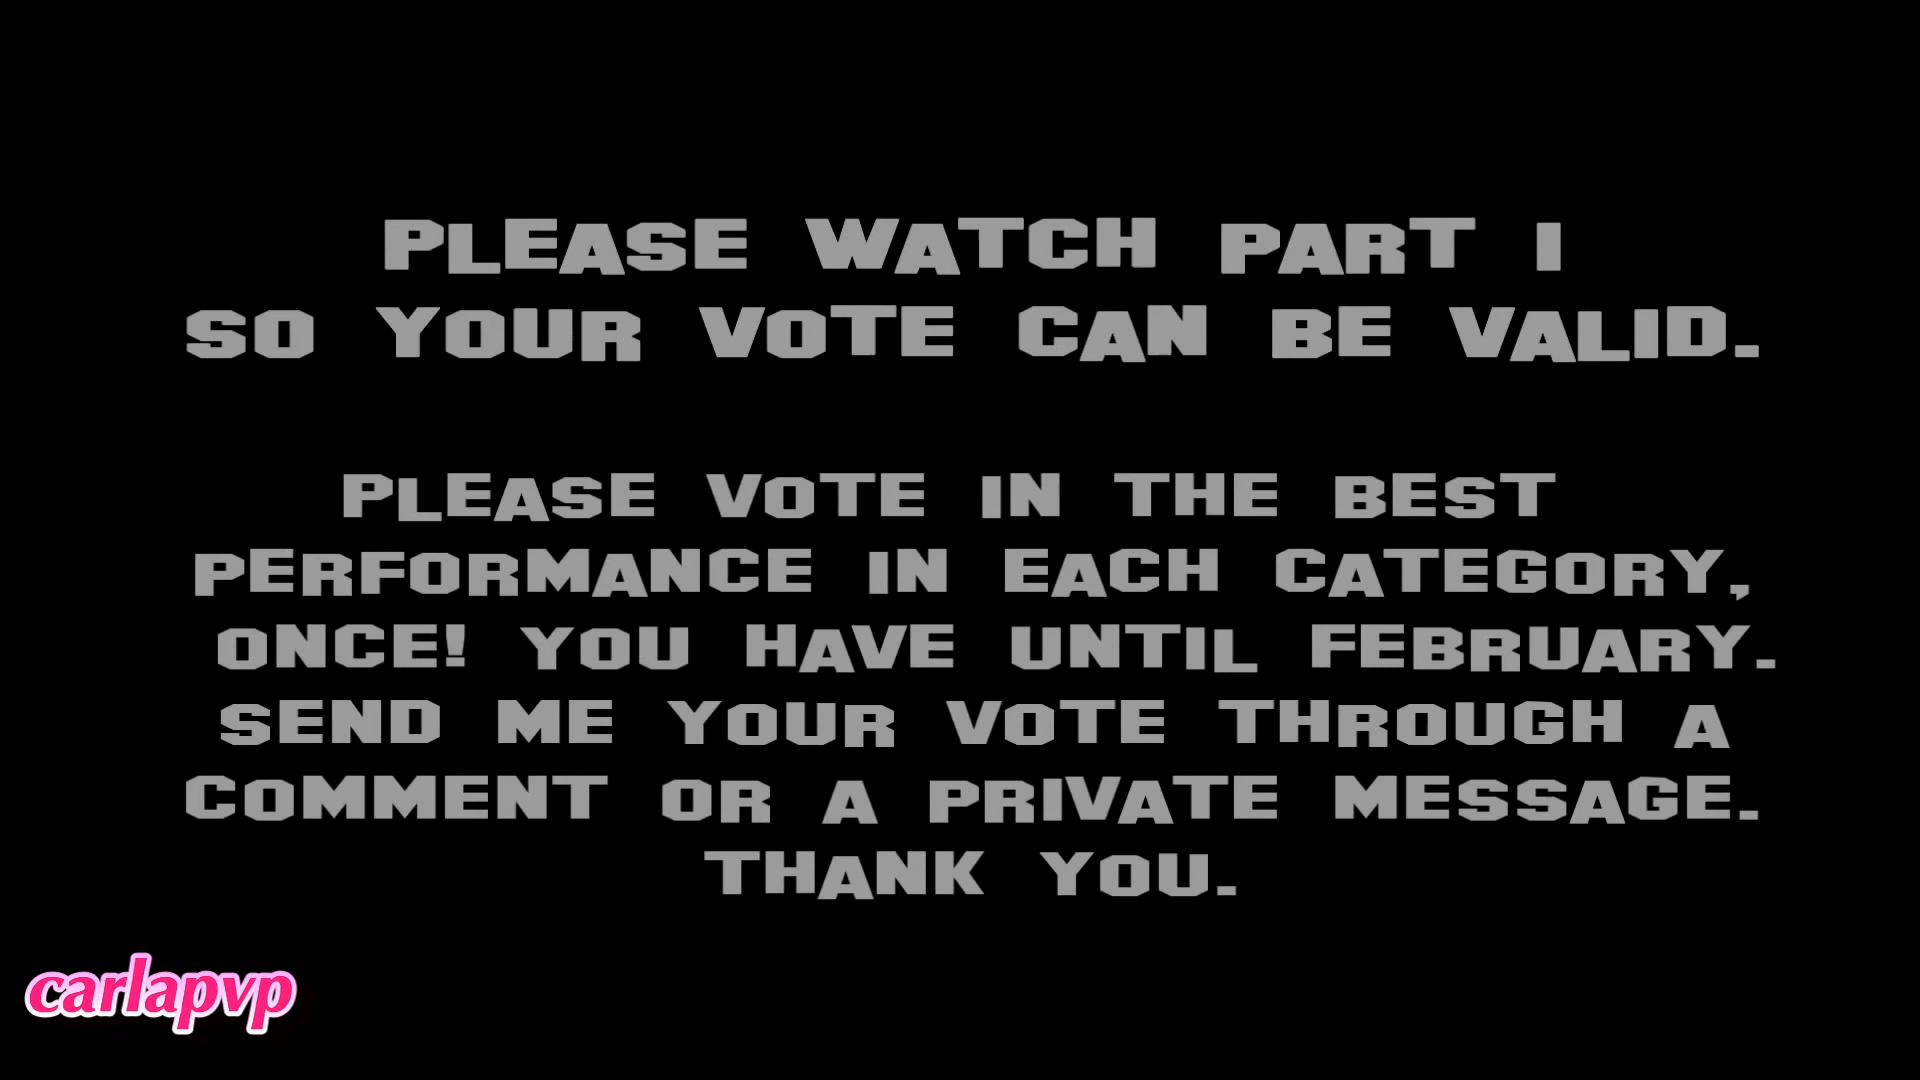 PLEASE WATCH PART 1
SO YOUR VOTE CAN BE VALID.
PLEASE VOTE IN THE BEST
PERFORMANCE IN EACH CATEGORY,
ONCE! YOU HAVE UNTIL FEBRUARY.
SEND ME YOUR VOTE THROUGH A
COMMENT OR A PRIVATE MESSAGE.
THANK YOU.
carlapvp